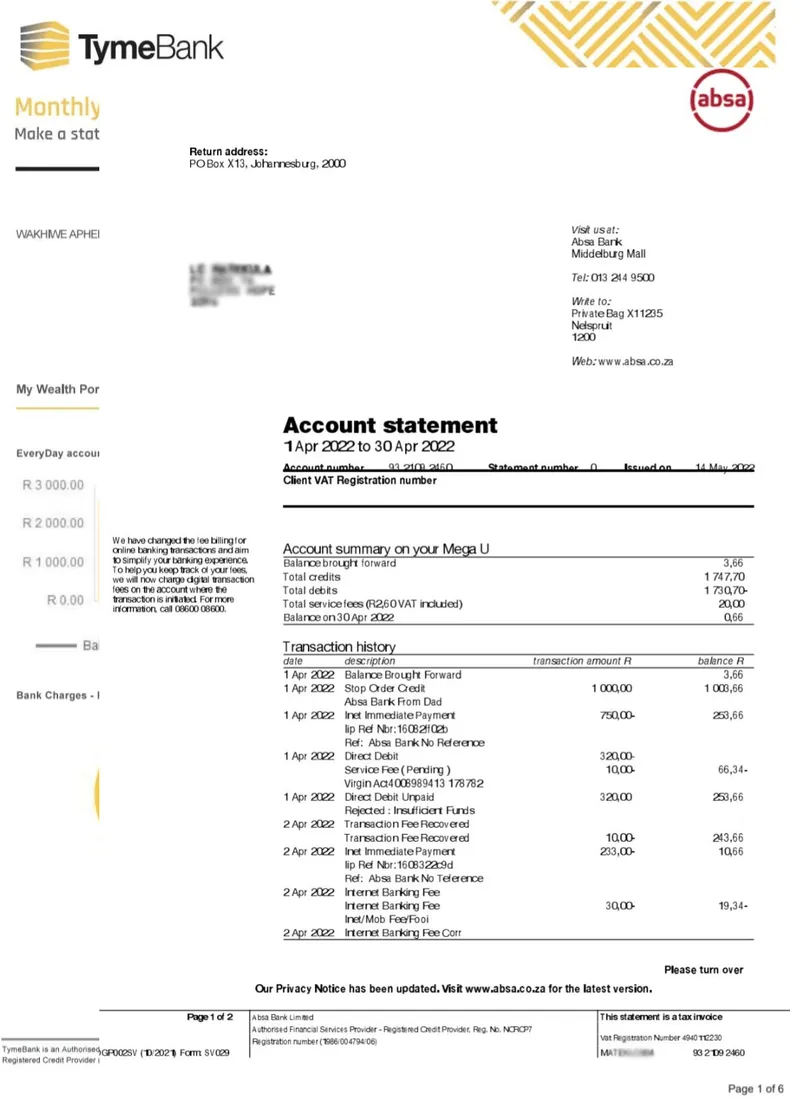 TymeBank
absa
Monthly
Make a stat
Return address:
PO Box X13, Johannesburg, 2000
WAKHIWE APHEI
Visit us at:
Absa Bank
Middelburg Mall
Tel: 013 244 9500
Write to:
Private Bag X11235
Nelspruit
1200
Web: www.absa.co.za
My Wealth Por
EveryDay accoui
R 3 000.00
R 2 000.00
R 1 000.00
R 0.00
Ba
Bank Charges - I
Account statement
1 Apr 2022 to 30 Apr 2022
Account number 93 2109 2460 Statement number 0 Issued on 14 May 2022
Client VAT Registration number
We have changed the fee billing for
online banking transactions and aim
to simplify your banking experience.
To help you keep track of your fees,
we will now charge digital transaction
fees on the account where the
transaction is initiated. For more
information, call 08600 08600.
Account summary on your Mega U
Balance brought forward 3,66
Total credits 1 747,70
Total debits 1 730,70-
Total service fees (R2,60 VAT included) 20,00
Balance on 30 Apr 2022 0,66
Transaction history
date description transaction amount R balance R
1 Apr 2022 Balance Brought Forward 3,66
1 Apr 2022 Stop Order Credit 1 000,00 1 003,66
Absa Bank From Dad
1 Apr 2022 Inet Immediate Payment 750,00- 253,66
Iip Ref Nbr:16082ff02b
Ref: Absa Bank No Reference
1 Apr 2022 Direct Debit 320,00-
Service Fee ( Pending ) 10,00- 66,34-
Virgin Act4008989413 178782
1 Apr 2022 Direct Debit Unpaid 320,00 253,66
Rejected : Insufficient Funds
2 Apr 2022 Transaction Fee Recovered
Transaction Fee Recovered 10,00- 243,66
2 Apr 2022 Inet Immediate Payment 233,00- 10,66
Iip Ref Nbr:1608322c9d
Ref: Absa Bank No Teference
2 Apr 2022 Internet Banking Fee
Internet Banking Fee 30,00- 19,34-
Inet/Mob Fee/Fooi
2 Apr 2022 Internet Banking Fee Corr
Please turn over
Our Privacy Notice has been updated. Visit www.absa.co.za for the latest version.
Page 1 of 2
Absa Bank Limited
Authorised Financial Services Provider - Registered Credit Provider, Reg. No. NCRCP7
Registration number (1986/004794/06)
This statement is a tax invoice
Vat Registration Number 4940112230
93 2109 2460
TymeBank is an Authorised
Registered Credit Provider (
GP002SV (10/2021) Form: SV029
Page 1 of 6